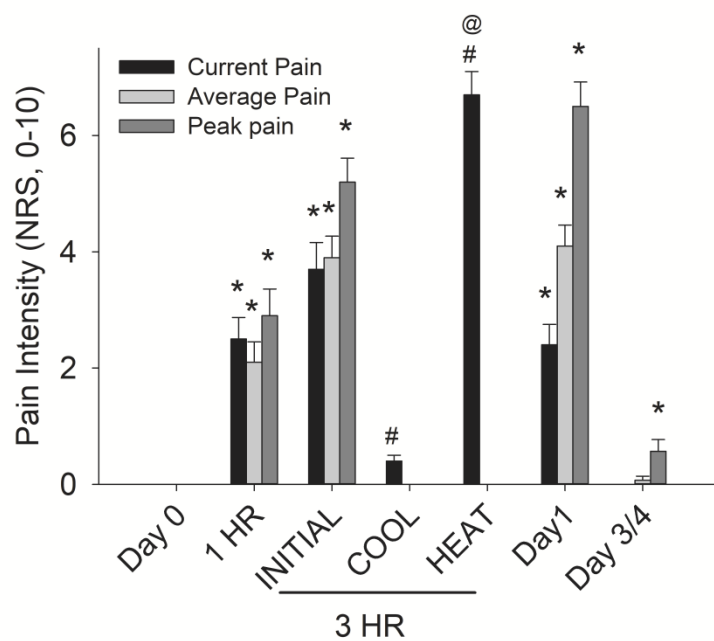 @
#
*
Current Pain
Average Pain
Peak pain
*
* *
* * *
*
*
#
*
Pain Intensity (NRS, 0-10)
6
4
2
0
Day 0
1 HR
INITIAL
COOL
HEAT
Day1
Day 3/4
3 HR